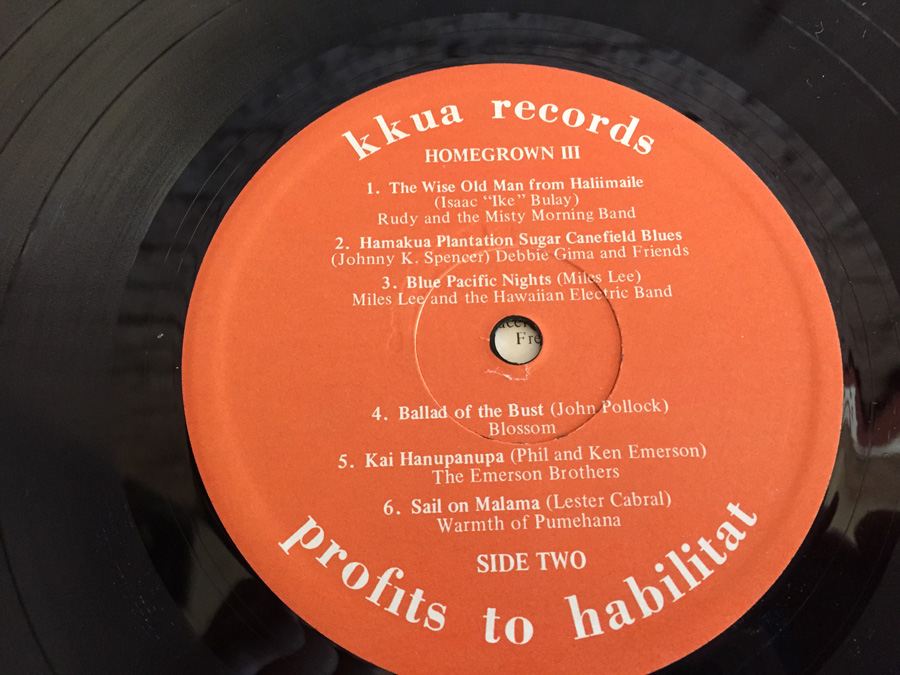 kkua records
HOMEGROWN III
1. The Wise Old Man from Haliimaile
(Isaac "Ike" Bulay)
Rudy and the Misty Morning Band
2. Hamakua Plantation Sugar Canefield Blues
(Johnny K. Spencer) Debbie Gima and Friends
3. Blue Pacific Nights (Miles Lee)
Miles Lee and the Hawaiian Electric Band
4. Ballad of the Bust (John Pollock)
Blossom
5. Kai Hanupanupa (Phil and Ken Emerson)
The Emerson Brothers
6. Sail on Malama (Lester Cabral)
Warmth of Pumehana
SIDE TWO
profits to habilitat